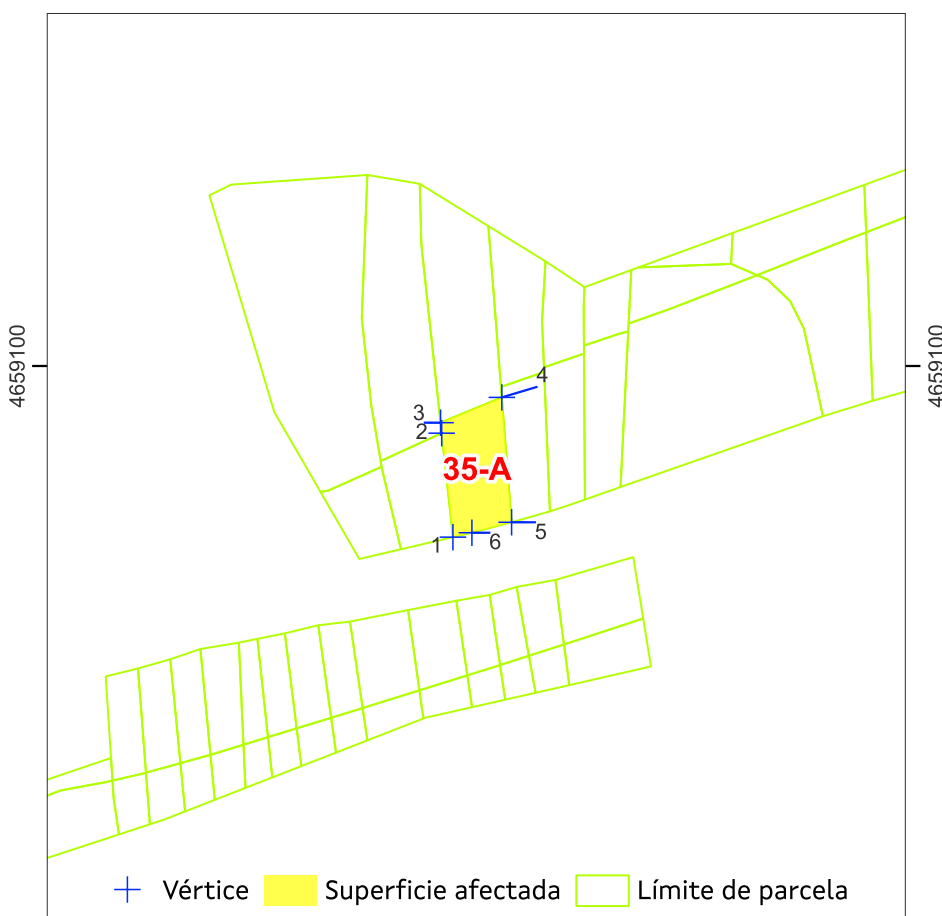 4659100
4659100
4
3
2
35-A
1
6
5
Vértice
Superficie afectada
Límite de parcela